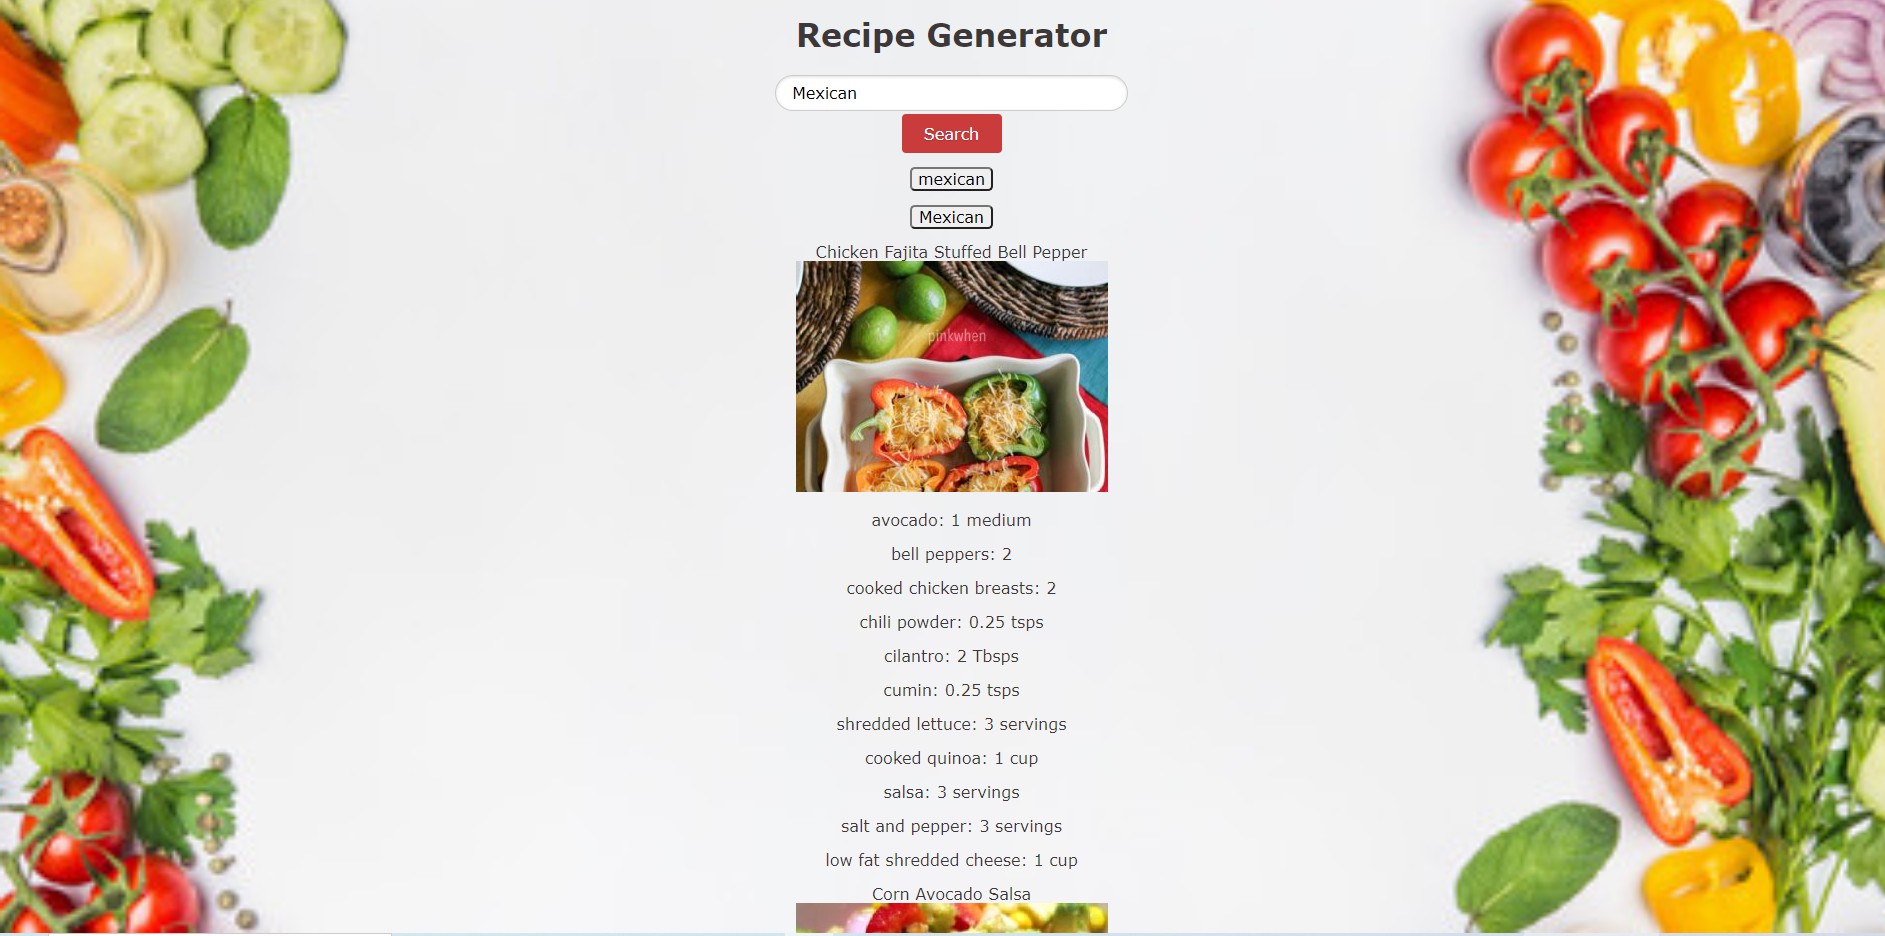 Recipe Generator
Mexican
Search
mexican
Mexican
Chicken Fajita Stuffed Bell Pepper
pinkwhen
avocado: 1 medium
bell peppers: 2
cooked chicken breasts: 2
chili powder: 0.25 tsps
cilantro: 2 Tbsps
cumin: 0.25 tsps
shredded lettuce: 3 servings
cooked quinoa: 1 cup
salsa: 3 servings
salt and pepper: 3 servings
low fat shredded cheese: 1 cup
Corn Avocado Salsa